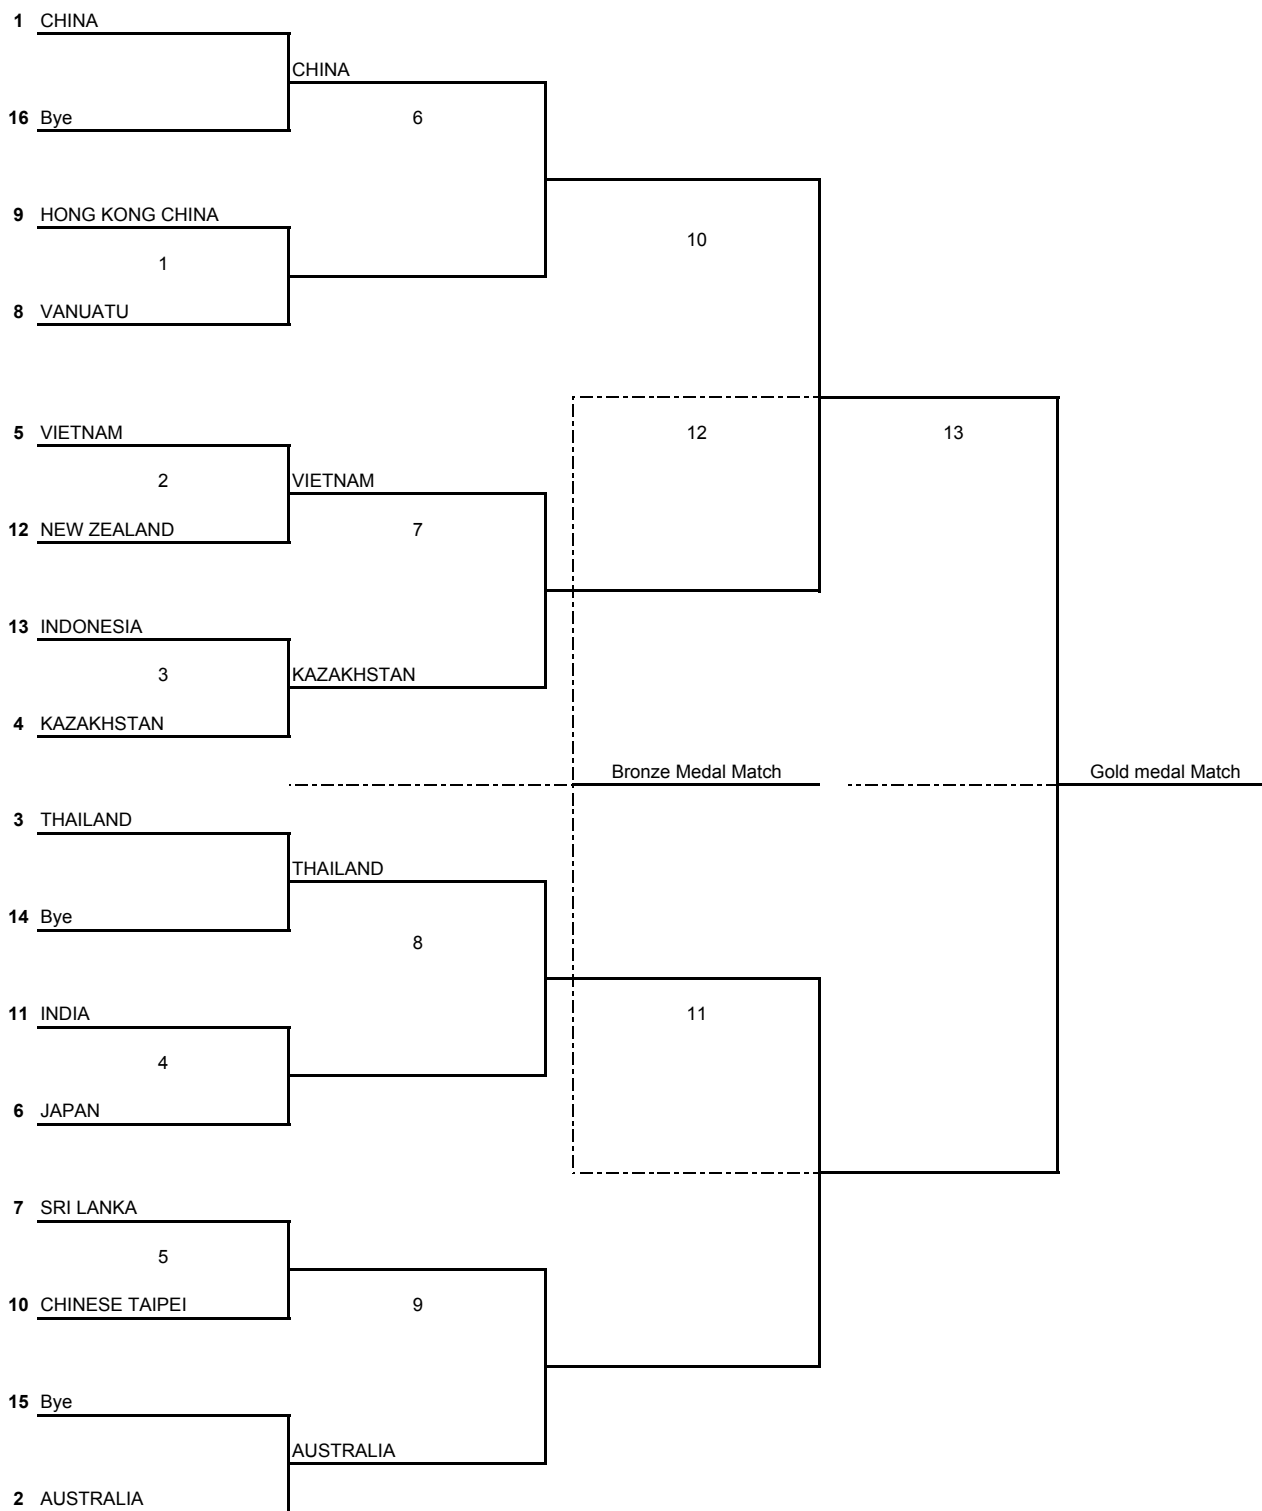 1 CHINA
CHINA
16 Bye 6
9 HONG KONG CHINA
10
1
8 VANUATU
5 VIETNAM 12 13
2 VIETNAM
12 NEW ZEALAND 7
13 INDONESIA
3 KAZAKHSTAN
4 KAZAKHSTAN
Bronze Medal Match Gold medal Match
3 THAILAND
THAILAND
14 Bye
8
11 INDIA 11
4
6 JAPAN
7 SRI LANKA
5
10 CHINESE TAIPEI 9
15 Bye
AUSTRALIA
2 AUSTRALIA